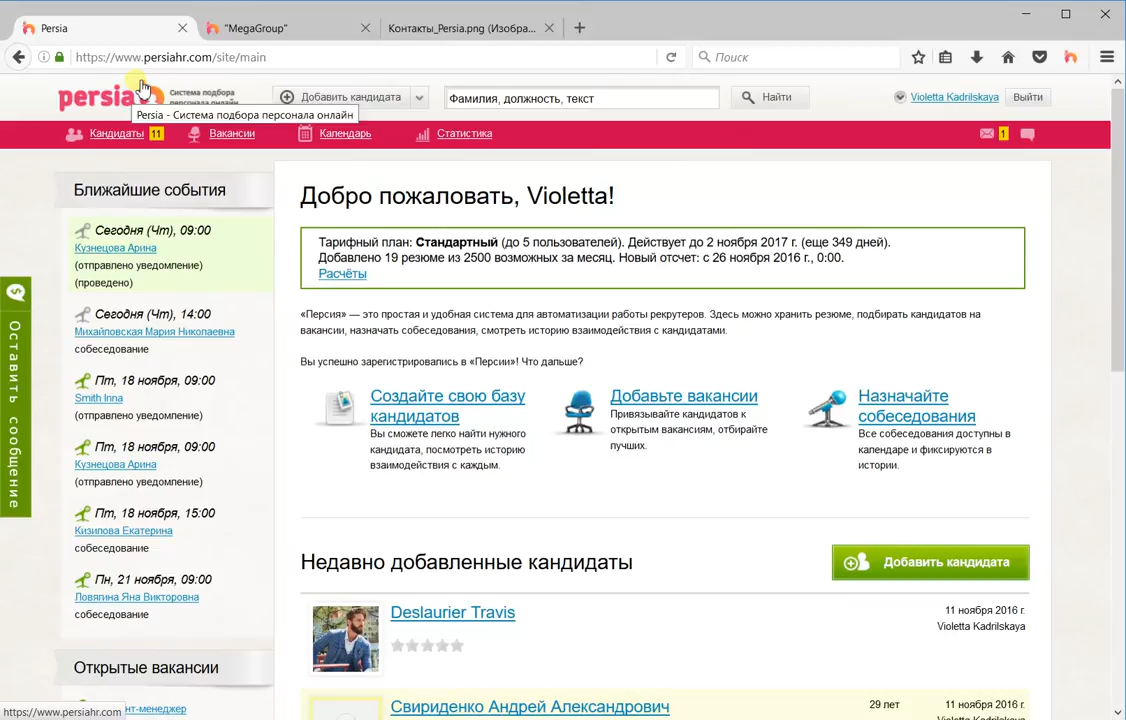 Persia
"MegaGroup"
Контакты_Persia.png (Изобра...
https://www.persiahr.com/site/main
Поиск
persia
Система подбора
персонала онлайн
Добавить кандидата
Фамилия, должность, текст
Найти
Violetta Kadrilskaya
Выйти
Persia - Система подбора персонала онлайн
Кандидаты 11
Вакансии
Календарь
Статистика
1
Ближайшие события
Сегодня (Чт), 09:00
Кузнецова Арина
(отправлено уведомление)
(проведено)
Сегодня (Чт), 14:00
Михайловская Мария Николаевна
собеседование
Пт, 18 ноября, 09:00
Smith Inna
(отправлено уведомление)
Пт, 18 ноября, 09:00
Кузнецова Арина
(отправлено уведомление)
Пт, 18 ноября, 15:00
Кизипова Екатерина
собеседование
Пн, 21 ноября, 09:00
Ловягина Яна Викторовна
собеседование
Открытые вакансии
нт-менеджер
https://www.persiahr.com
Оставить сообщение
Добро пожаловать, Violetta!
Тарифный план: Стандартный (до 5 пользователей). Действует до 2 ноября 2017 г. (еще 349 дней).
Добавлено 19 резюме из 2500 возможных за месяц. Новый отсчет: с 26 ноября 2016 г., 0:00.
Расчёты
«Персия» — это простая и удобная система для автоматизации работы рекрутеров. Здесь можно хранить резюме, подбирать кандидатов на
вакансии, назначать собеседования, смотреть историю взаимодействия с кандидатами.
Вы успешно зарегистрировались в «Персии»! Что дальше?
Создайте свою базу
кандидатов
Вы сможете легко найти нужного
кандидата, посмотреть историю
взаимодействия с каждым.
Добавьте вакансии
Привязывайте кандидатов к
открытым вакансиям, отбирайте
лучших.
Назначайте
собеседования
Все собеседования доступны в
календаре и фиксируются в
истории.
Недавно добавленные кандидаты
Добавить кандидата
Deslaurier Travis
11 ноября 2016 г.
Violetta Kadrilskaya
Свириденко Андрей Александрович
29 лет
11 ноября 2016 г.
Violetta Kadrilskaya